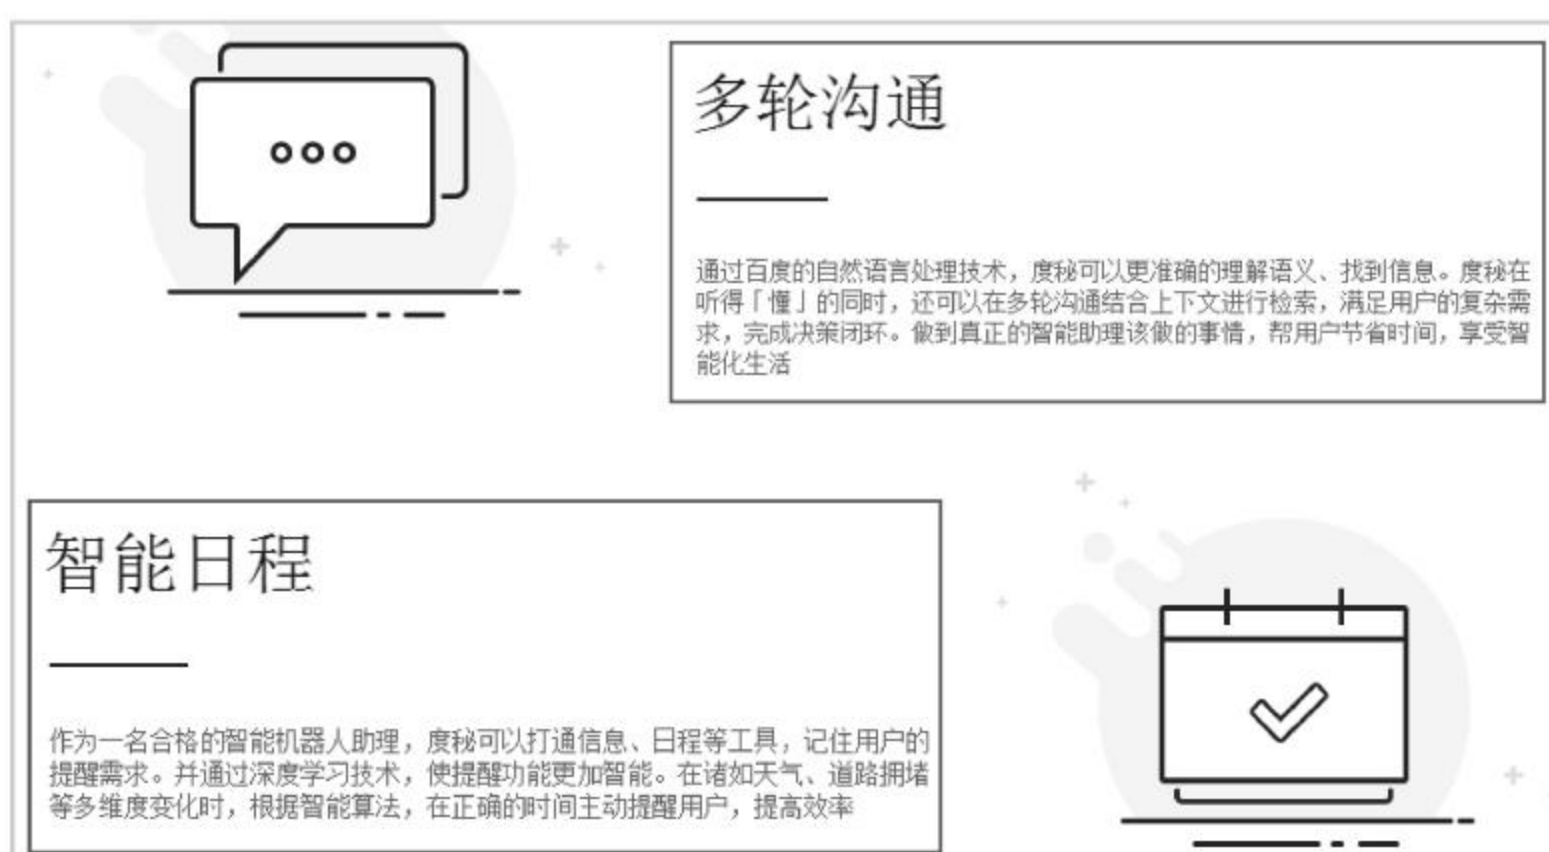 多轮沟通
通过百度的自然语言处理技术，度秘可以更准确的理解语义、找到信息。度秘在
听得「懂」的同时，还可以在多轮沟通结合上下文进行检索，满足用户的复杂需
求，完成决策闭环。做到真正的智能助理该做的事情，帮用户节省时间，享受智
能化生活
智能日程
作为一名合格的智能机器人助理，度秘可以打通信息、日程等工具，记住用户的
提醒需求。并通过深度学习技术，使提醒功能更加智能。在诸如天气、道路拥堵
等多维度变化时，根据智能算法，在正确的时间主动提醒用户，提高效率